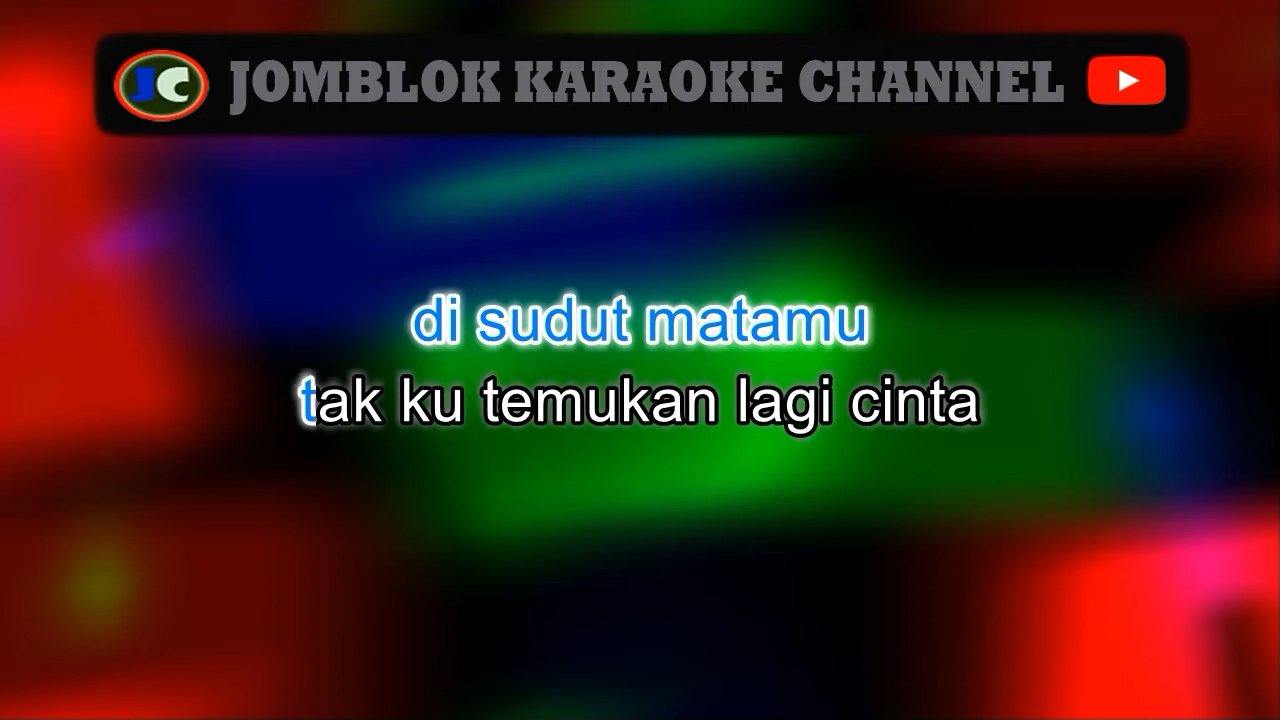 JC JOMBLOK KARAOKE CHANNEL
di sudut matamu
tak ku temukan lagi cinta